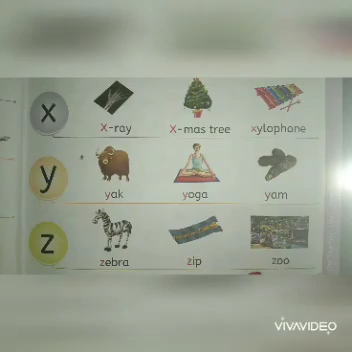 x
X-ray X-mas tree xylophone
y
yak yoga yam
z
zebra zip zoo
VIVAVIDEO